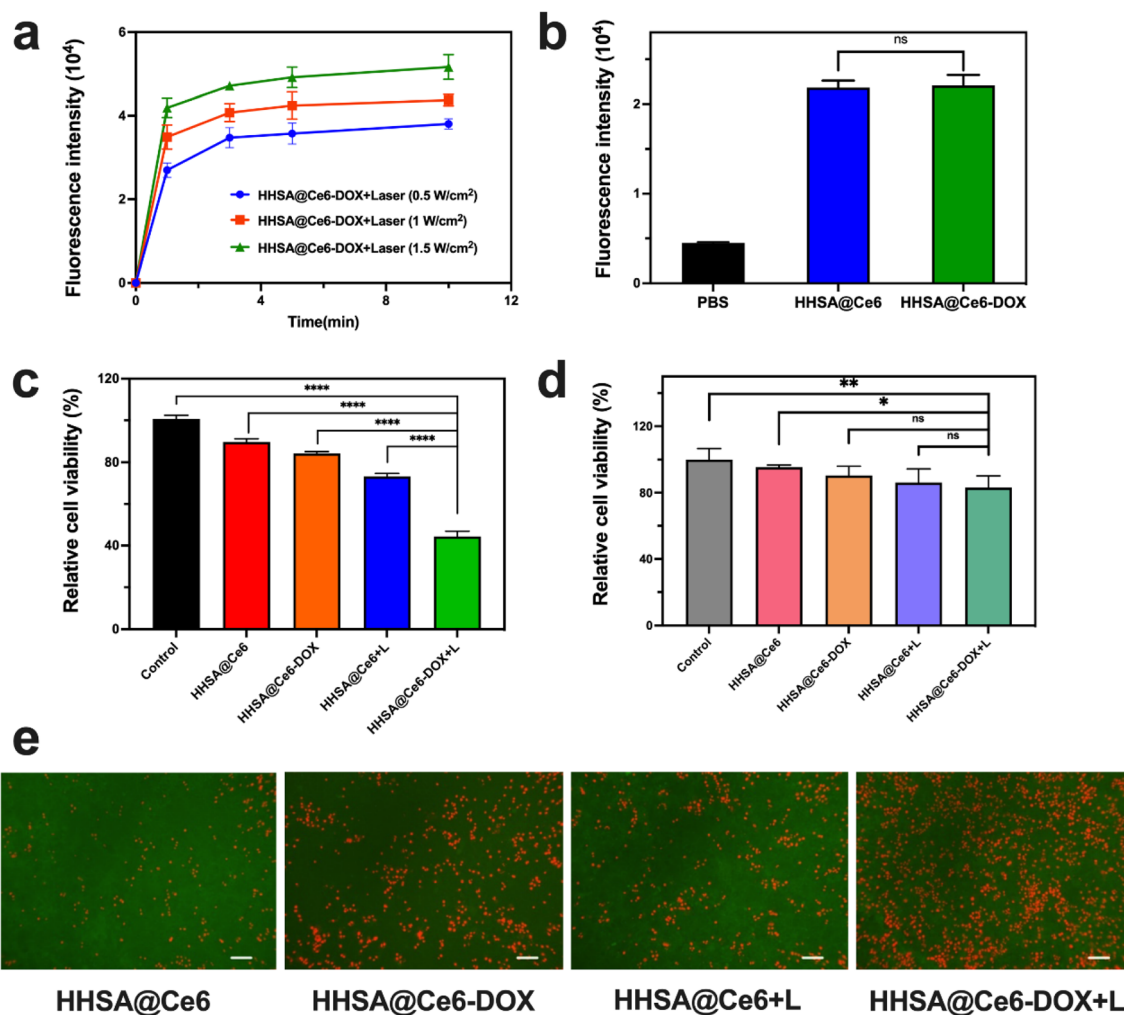 a
Fluorescence intensity (10⁴)
6
4
2
0
0
4
8
12
Time(min)
HHSA@Ce6-DOX+Laser (0.5 W/cm²)
HHSA@Ce6-DOX+Laser (1 W/cm²)
HHSA@Ce6-DOX+Laser (1.5 W/cm²)
b
Fluorescence intensity (10⁴)
2
1
0
ns
PBS
HHSA@Ce6
HHSA@Ce6-DOX
c
Relative cell viability (%)
120
80
40
0
****
****
****
****
Control
HHSA@Ce6
HHSA@Ce6-DOX
HHSA@Ce6+L
HHSA@Ce6-DOX+L
d
Relative cell viability (%)
120
80
40
0
**
*
ns
ns
Control
HHSA@Ce6
HHSA@Ce6-DOX
HHSA@Ce6+L
HHSA@Ce6-DOX+L
e
HHSA@Ce6
HHSA@Ce6-DOX
HHSA@Ce6+L
HHSA@Ce6-DOX+L